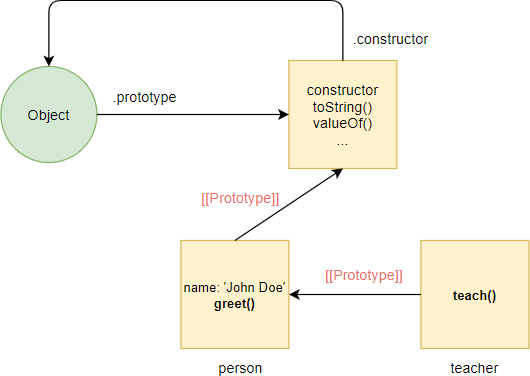 .constructor
.prototype
Object
constructor
toString()
valueOf()
...
[[Prototype]]
name: 'John Doe'
greet()
[[Prototype]]
teach()
person
teacher